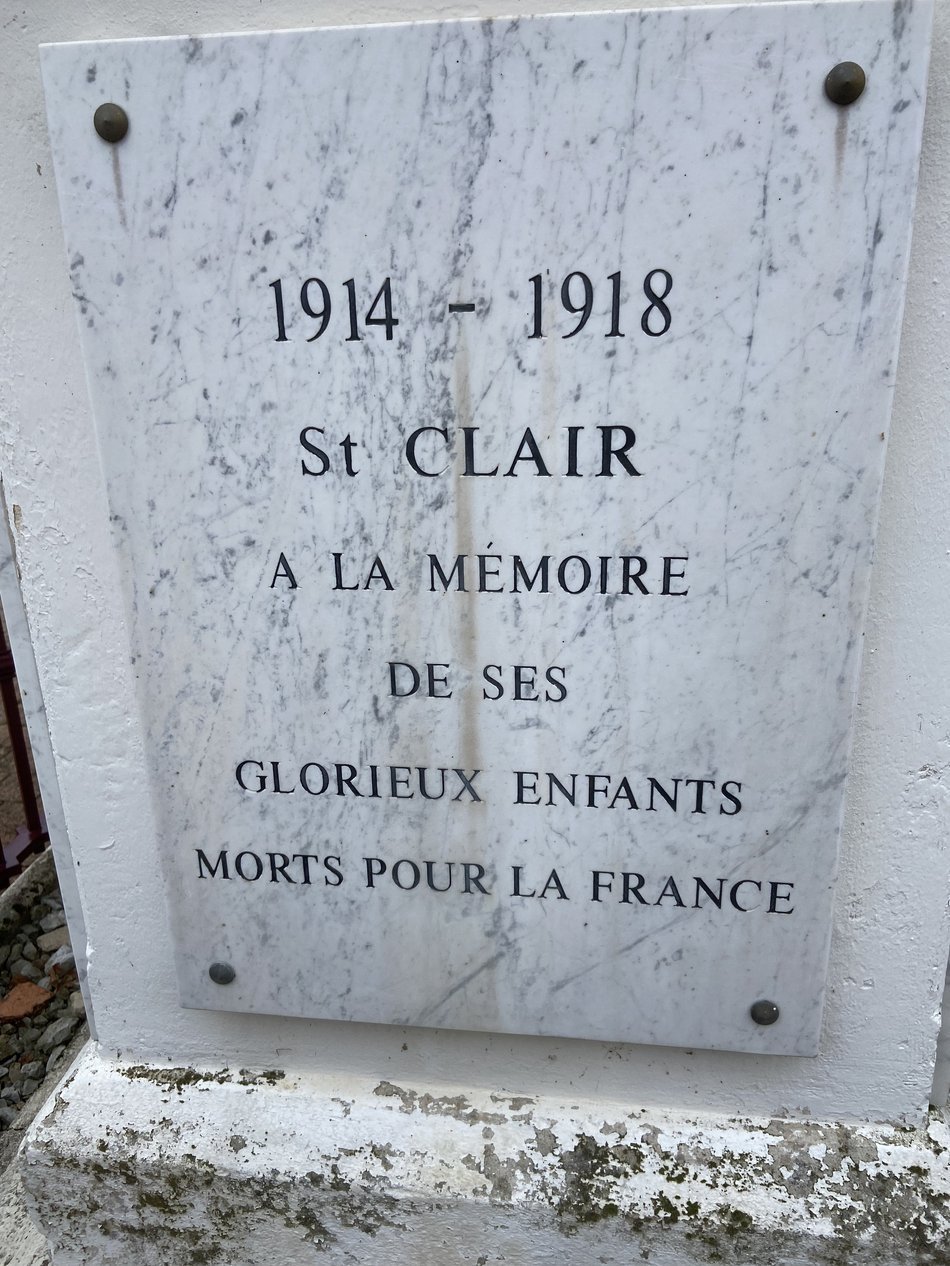 1914 - 1918
St CLAIR
A LA MÉMOIRE
DE SES
GLORIEUX ENFANTS
MORTS POUR LA FRANCE